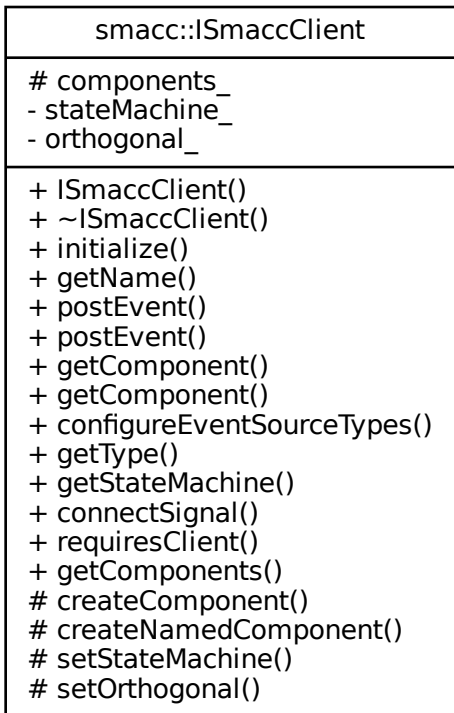 smacc::ISmaccClient
# components_
- stateMachine_
- orthogonal_
+ ISmaccClient()
+ ~ISmaccClient()
+ initialize()
+ getName()
+ postEvent()
+ postEvent()
+ getComponent()
+ getComponent()
+ configureEventSourceTypes()
+ getType()
+ getStateMachine()
+ connectSignal()
+ requiresClient()
+ getComponents()
# createComponent()
# createNamedComponent()
# setStateMachine()
# setOrthogonal()